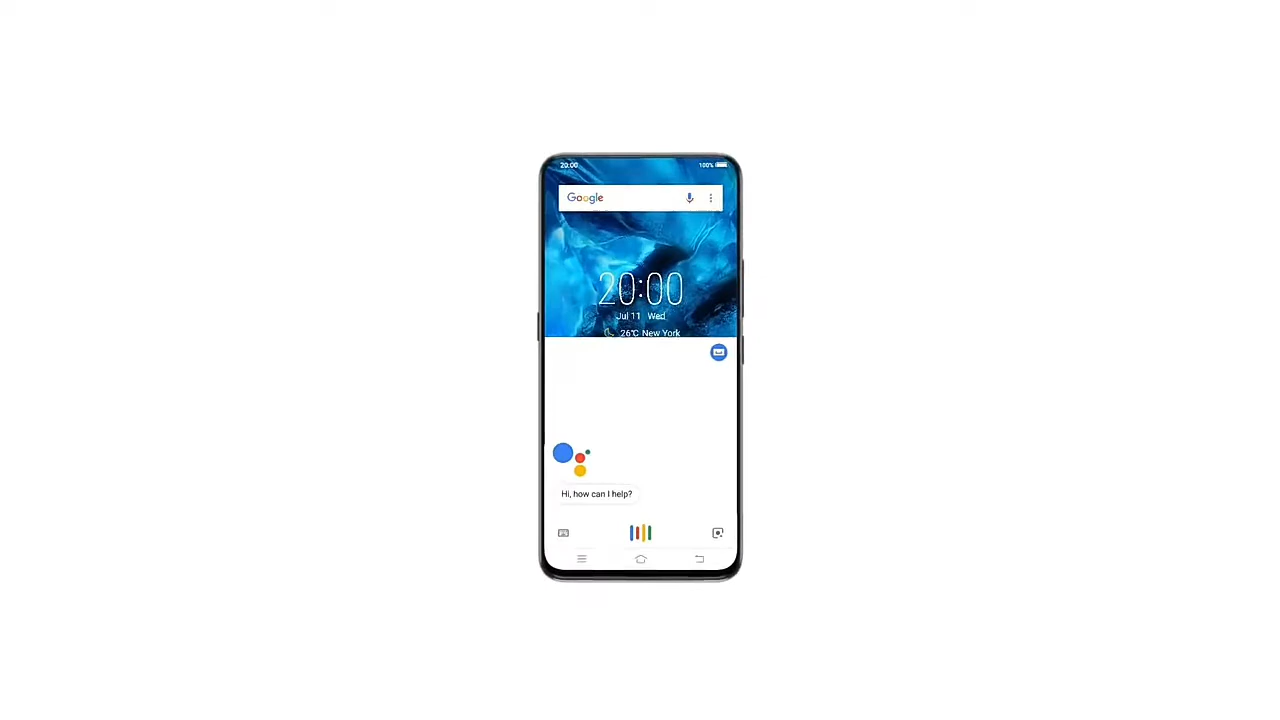 20:00
100%
Google
20:00
Jul 11 Wed
26℃ New York
Hi, how can I help?